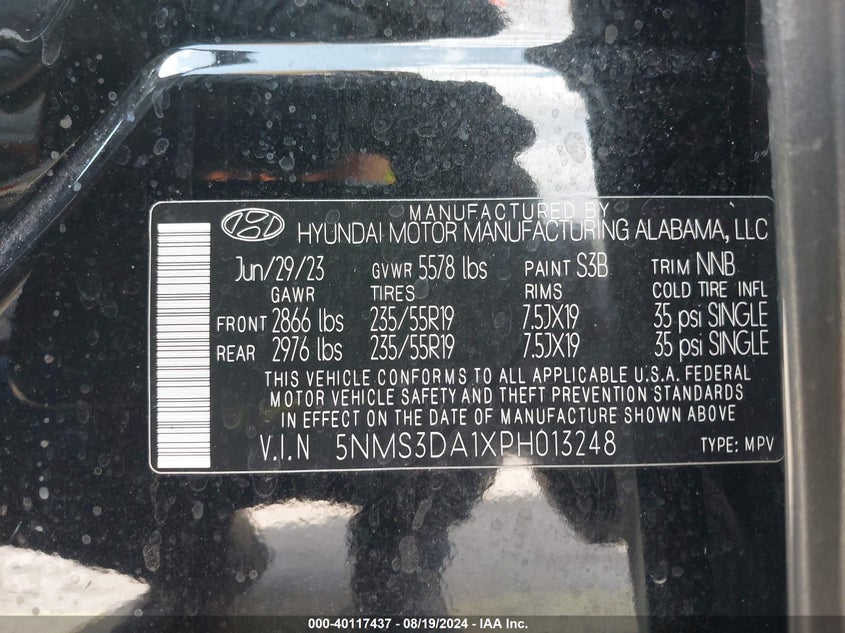 MANUFACTURED BY
HYUNDAI MOTOR MANUFACTURING ALABAMA, LLC
Jun/29/23 GVWR 5578 lbs PAINT S3B TRIM NNB
GAWR TIRES RIMS COLD TIRE INFL
FRONT 2866 lbs 235/55R19 7.5JX19 35 psi SINGLE
REAR 2976 lbs 235/55R19 7.5JX19 35 psi SINGLE
THIS VEHICLE CONFORMS TO ALL APPLICABLE U.S.A. FEDERAL
MOTOR VEHICLE SAFETY AND THEFT PREVENTION STANDARDS
IN EFFECT ON THE DATE OF MANUFACTURE SHOWN ABOVE
V.I.N 5NMS3DA1XPH013248 TYPE: MPV
000-40117437 - 08/19/2024 - IAA Inc.